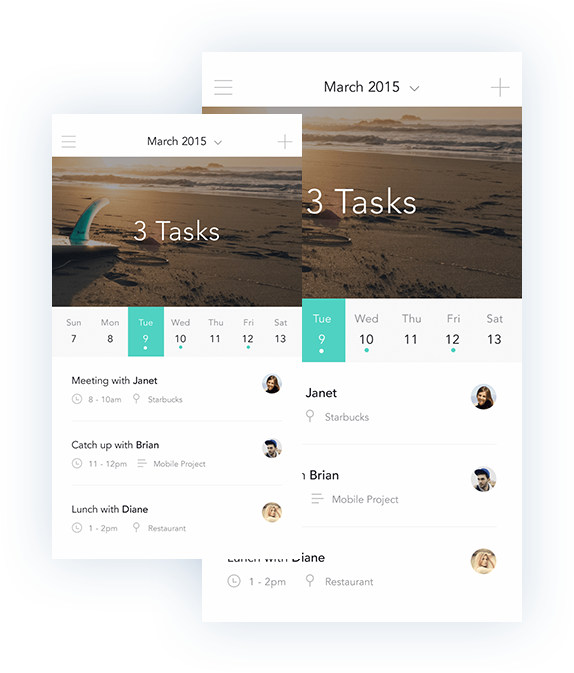 March 2015
3 Tasks
Sun Mon Tue Wed Thu Fri Sat
7 8 9 10 11 12 13
Meeting with Janet
8 - 10am Starbucks
Catch up with Brian
11 - 12pm Mobile Project
Lunch with Diane
1 - 2pm Restaurant
March 2015
3 Tasks
Tue Wed Thu Fri Sat
9 10 11 12 13
Janet
Starbucks
Brian
Mobile Project
Lunch with Diane
1 - 2pm Restaurant